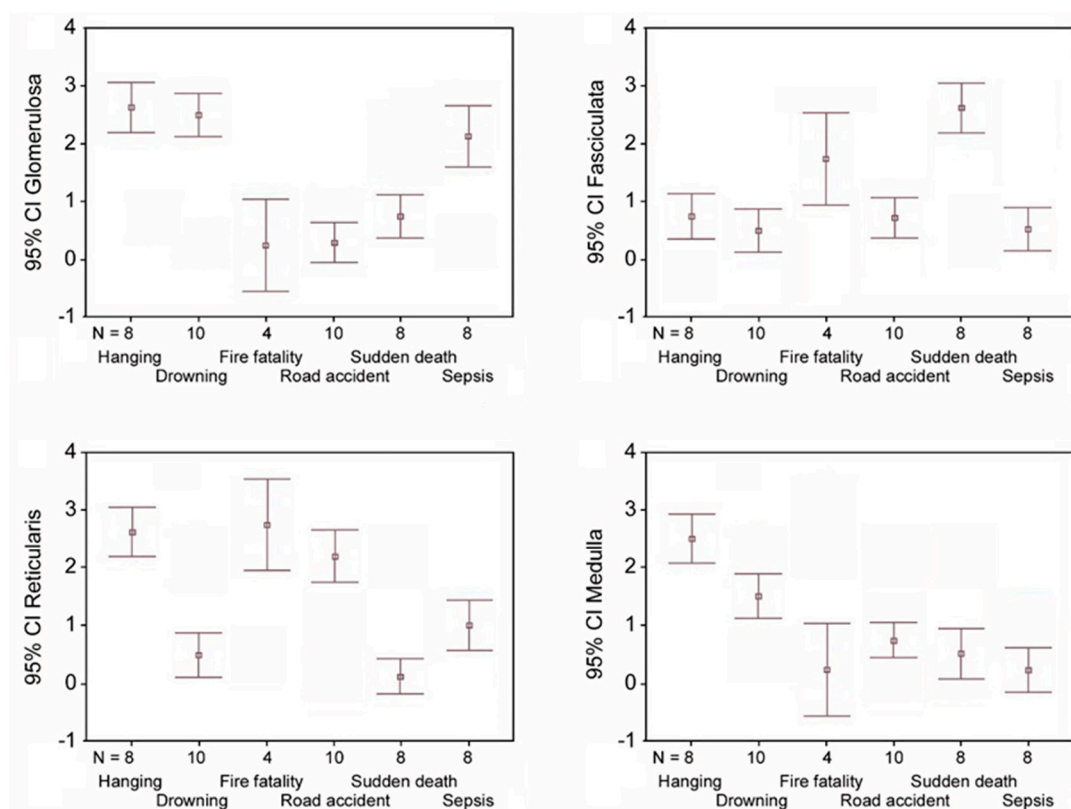 95% CI Glomerulosa
4
3
2
1
0
-1
N = 8 10 4 10 8 8
Hanging Fire fatality Sudden death
Drowning Road accident Sepsis
95% CI Fasciculata
4
3
2
1
0
-1
N = 8 10 4 10 8 8
Hanging Fire fatality Sudden death
Drowning Road accident Sepsis
95% CI Reticularis
4
3
2
1
0
-1
N = 8 10 4 10 8 8
Hanging Fire fatality Sudden death
Drowning Road accident Sepsis
95% CI Medulla
4
3
2
1
0
-1
N = 8 10 4 10 8 8
Hanging Fire fatality Sudden death
Drowning Road accident Sepsis